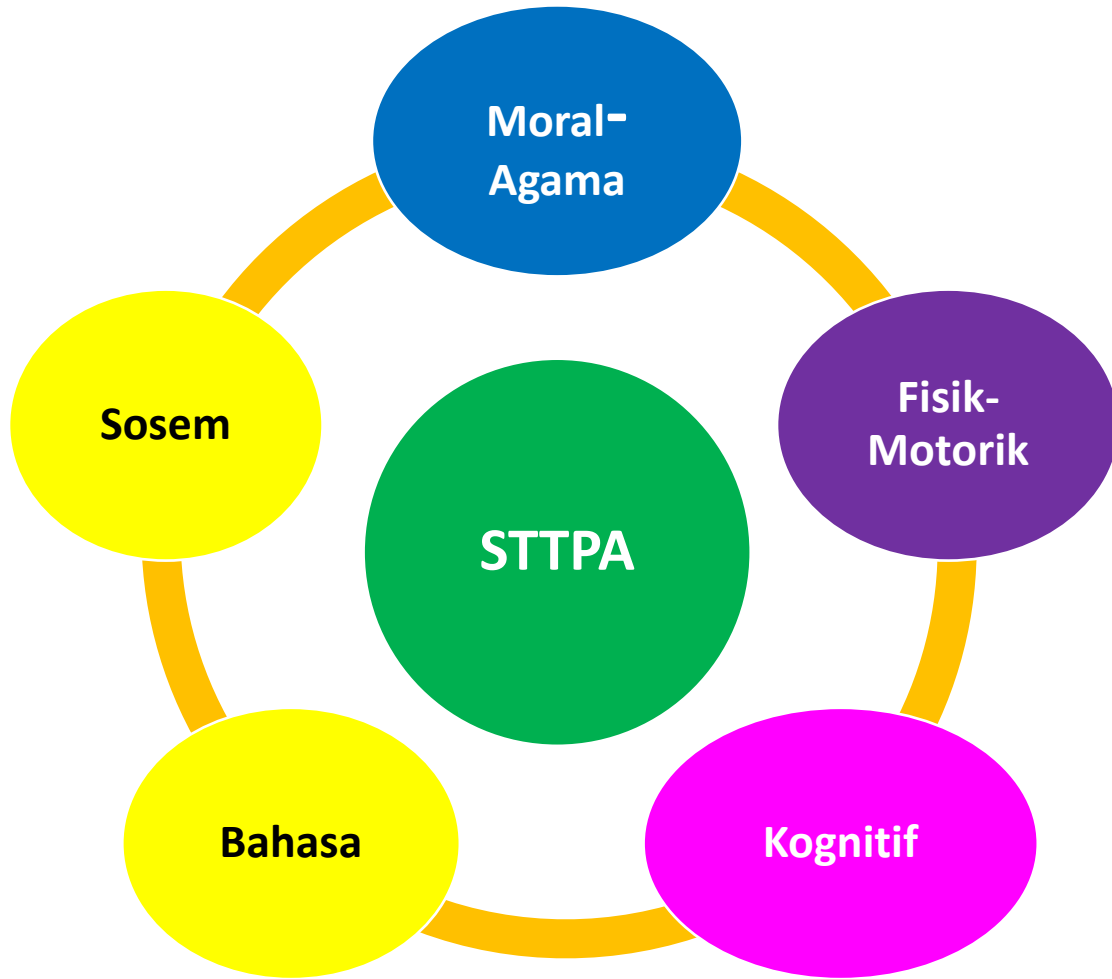 Moral-
Agama
Fisik-
Motorik
Sosem
STTPA
Bahasa
Kognitif